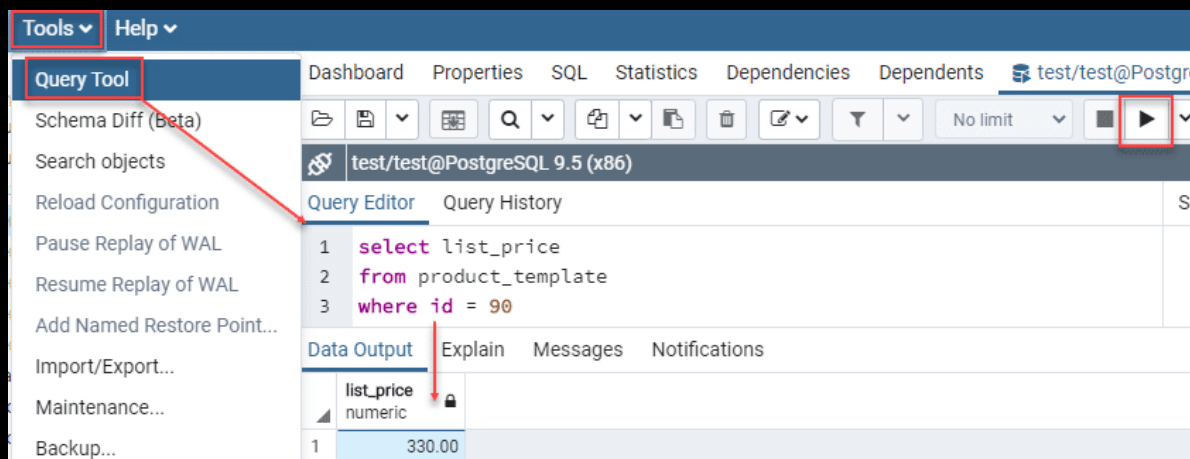 Tools Help
Query Tool
Schema Diff (Beta)
Search objects
Reload Configuration
Pause Replay of WAL
Resume Replay of WAL
Add Named Restore Point...
Import/Export...
Maintenance...
Backup...
Dashboard Properties SQL Statistics Dependencies Dependents test/test@Postgr
No limit
test/test@PostgreSQL 9.5 (x86)
Query Editor Query History S
1 select list_price
2 from product_template
3 where id = 90
Data Output Explain Messages Notifications
list_price
numeric
1 330.00